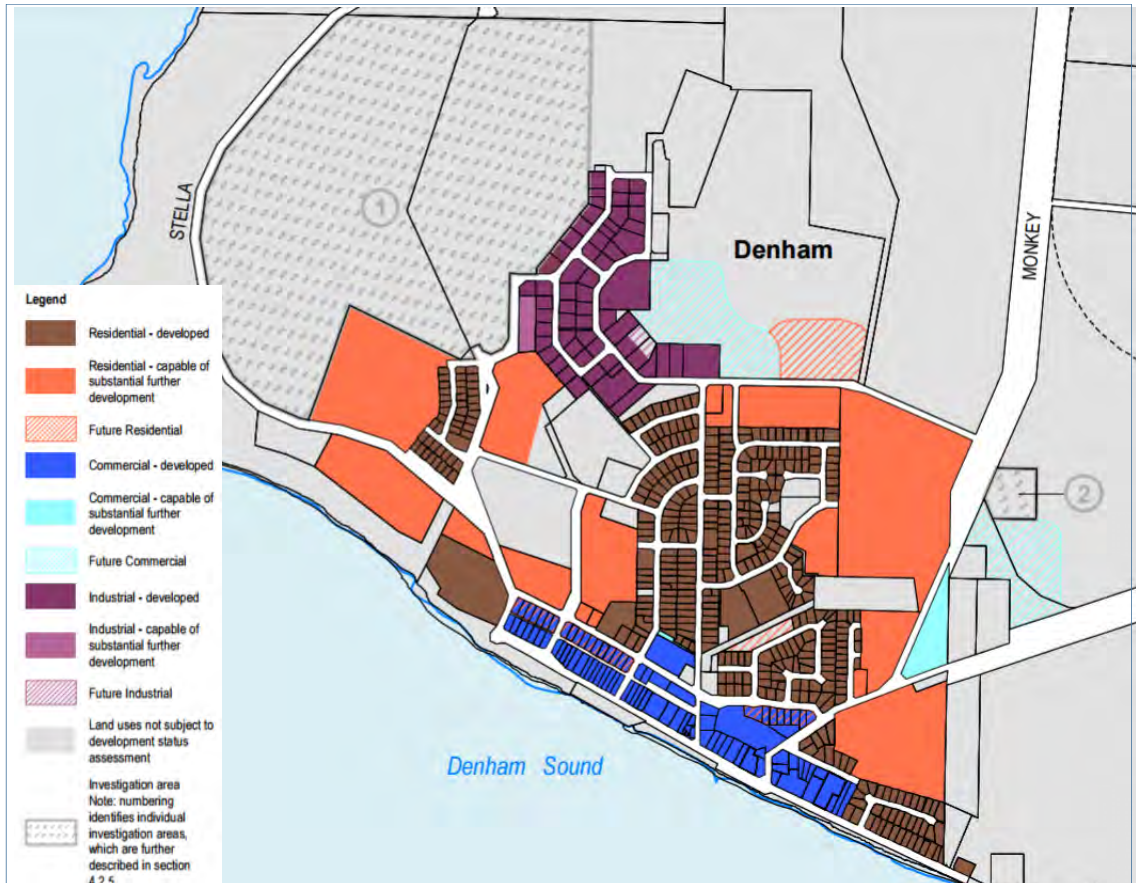 STELLA
1
Denham
MONKEY
2
Denham Sound
Legend
Residential - developed
Residential - capable of
substantial further
development
Future Residential
Commercial - developed
Commercial - capable of
substantial further
development
Future Commercial
Industrial - developed
Industrial - capable of
substantial further
development
Future Industrial
Land uses not subject to
development status
assessment
Investigation area
Note: numbering
identifies individual
investigation areas,
which are further
described in section
4.2.5